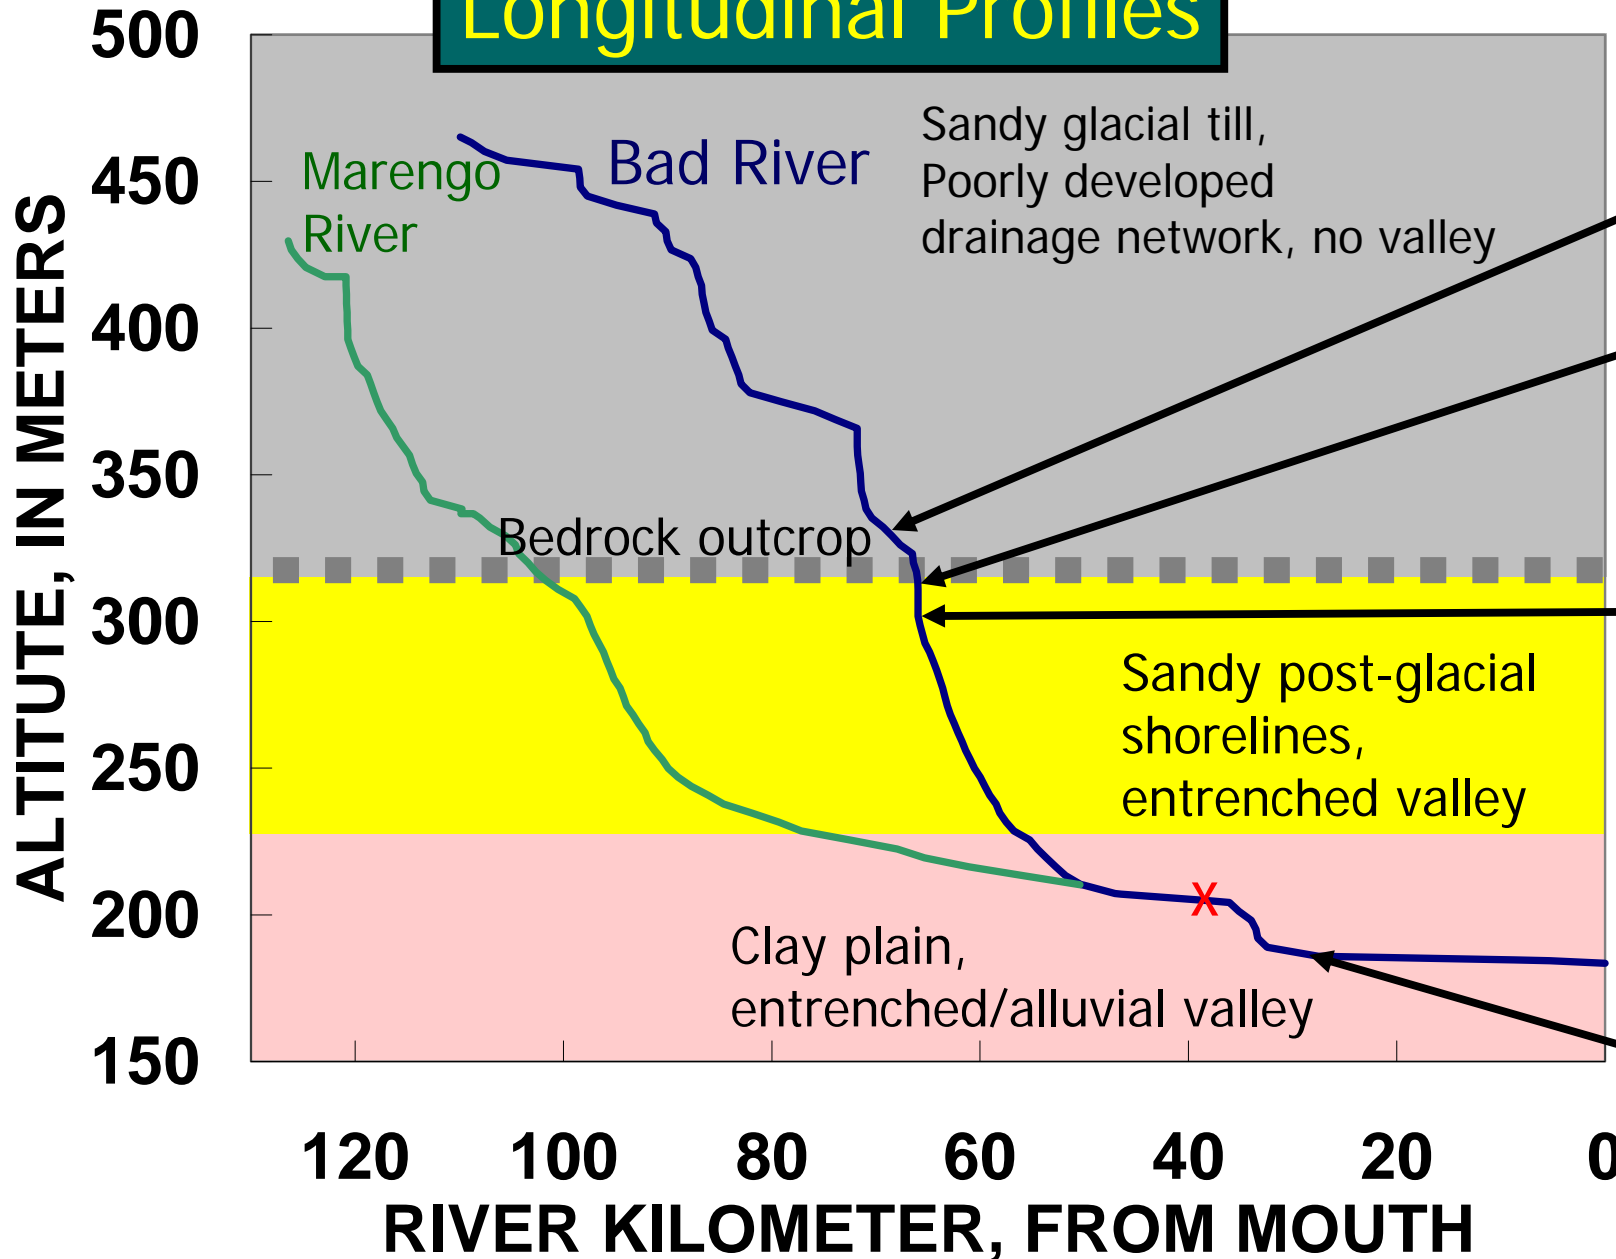 Longitudinal Profiles
500
450
400
350
300
250
200
150
ALTITUTE, IN METERS
Marengo
River
Bad River
Sandy glacial till,
Poorly developed
drainage network, no valley
Bedrock outcrop
Sandy post-glacial
shorelines,
entrenched valley
X
Clay plain,
entrenched/alluvial valley
120 100 80 60 40 20 0
RIVER KILOMETER, FROM MOUTH